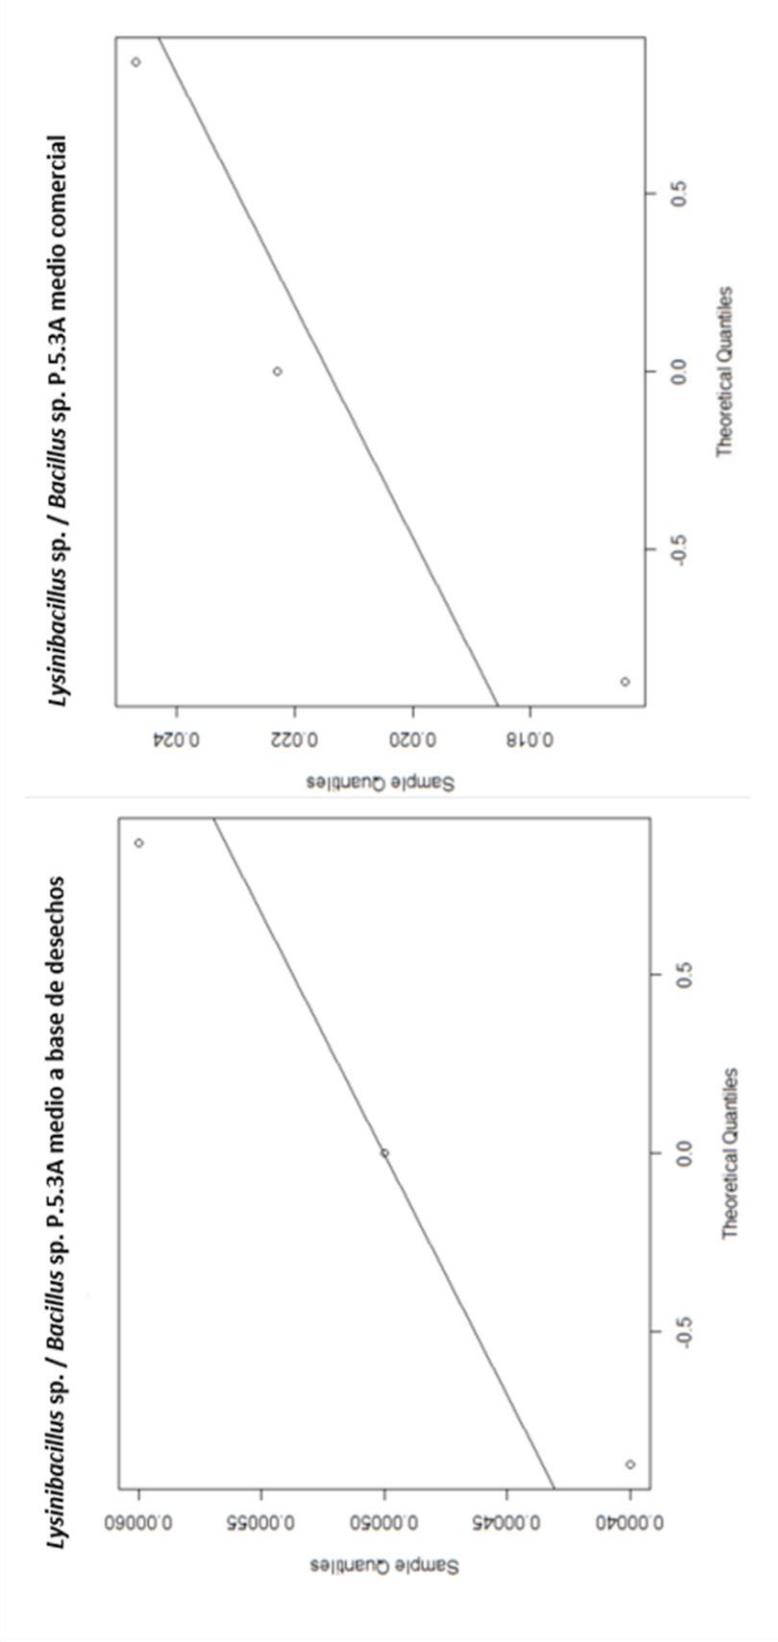 Lysinibacillus sp. / Bacillus sp. P.5.3A medio a base de desechos
Sample Quantiles
0.00060
0.00055
0.00050
0.00045
0.00040
-0.5
0.0
0.5
Theoretical Quantiles
Lysinibacillus sp. / Bacillus sp. P.5.3A medio comercial
Sample Quantiles
0.024
0.022
0.020
0.018
-0.5
0.0
0.5
Theoretical Quantiles